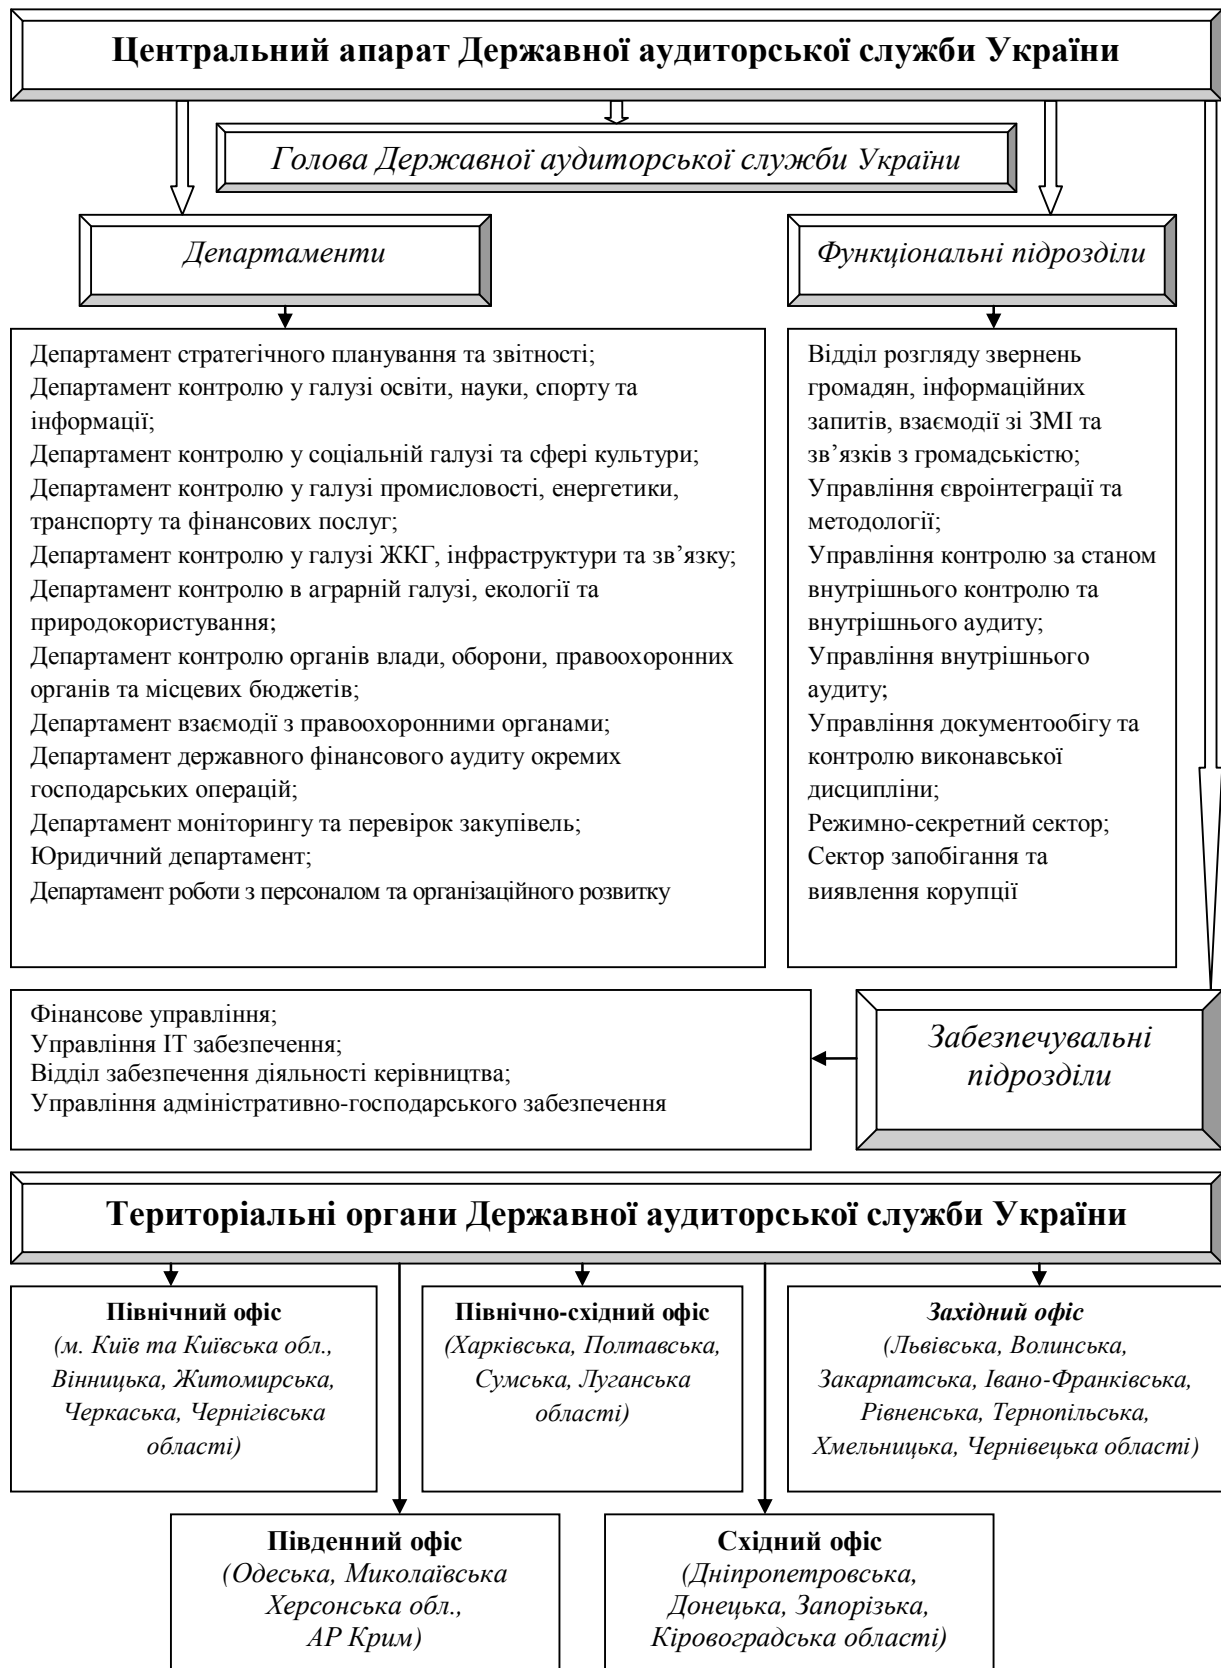 Центральний апарат Державної аудиторської служби України
Голова Державної аудиторської служби України
Департаменти
Функціональні підрозділи
Департамент стратегічного планування та звітності;
Департамент контролю у галузі освіти, науки, спорту та
інформації;
Департамент контролю у соціальній галузі та сфері культури;
Департамент контролю у галузі промисловості, енергетики,
транспорту та фінансових послуг;
Департамент контролю у галузі ЖКГ, інфраструктури та зв’язку;
Департамент контролю в аграрній галузі, екології та
природокористування;
Департамент контролю органів влади, оборони, правоохоронних
органів та місцевих бюджетів;
Департамент взаємодії з правоохоронними органами;
Департамент державного фінансового аудиту окремих
господарських операцій;
Департамент моніторингу та перевірок закупівель;
Юридичний департамент;
Департамент роботи з персоналом та організаційного розвитку
Відділ розгляду звернень
громадян, інформаційних
запитів, взаємодії зі ЗМІ та
зв’язків з громадськістю;
Управління євроінтеграції та
методології;
Управління контролю за станом
внутрішнього контролю та
внутрішнього аудиту;
Управління внутрішнього
аудиту;
Управління документообігу та
контролю виконавської
дисципліни;
Режимно-секретний сектор;
Сектор запобігання та
виявлення корупції
Фінансове управління;
Управління ІТ забезпечення;
Відділ забезпечення діяльності керівництва;
Управління адміністративно-господарського забезпечення
Забезпечувальні
підрозділи
Територіальні органи Державної аудиторської служби України
Північний офіс
(м. Київ та Київська обл.,
Вінницька, Житомирська,
Черкаська, Чернігівська
області)
Північно-східний офіс
(Харківська, Полтавська,
Сумська, Луганська
області)
Західний офіс
(Львівська, Волинська,
Закарпатська, Івано-Франківська,
Рівненська, Тернопільська,
Хмельницька, Чернівецька області)
Південний офіс
(Одеська, Миколаївська
Херсонська обл.,
АР Крим)
Східний офіс
(Дніпропетровська,
Донецька, Запорізька,
Кіровоградська області)